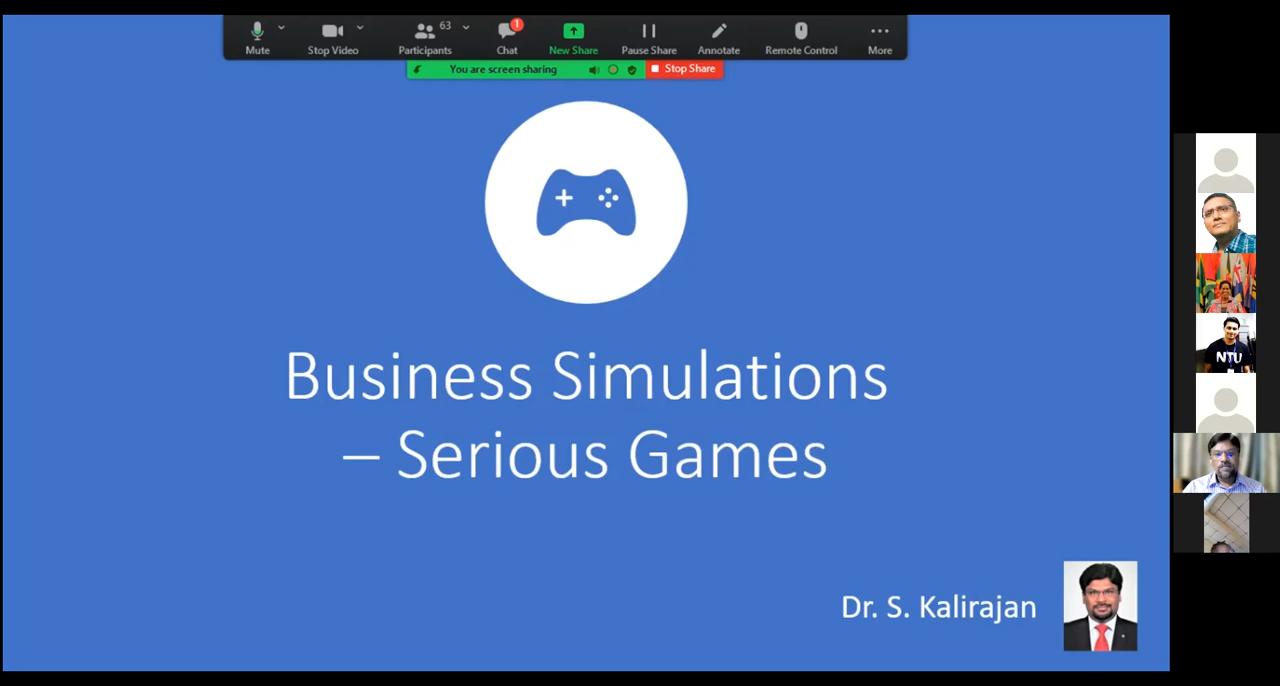 Mute
Stop Video
63
Participants
1
Chat
New Share
Pause Share
Annotate
Remote Control
More
You are screen sharing
Stop Share
Business Simulations
– Serious Games
Dr. S. Kalirajan
NTU